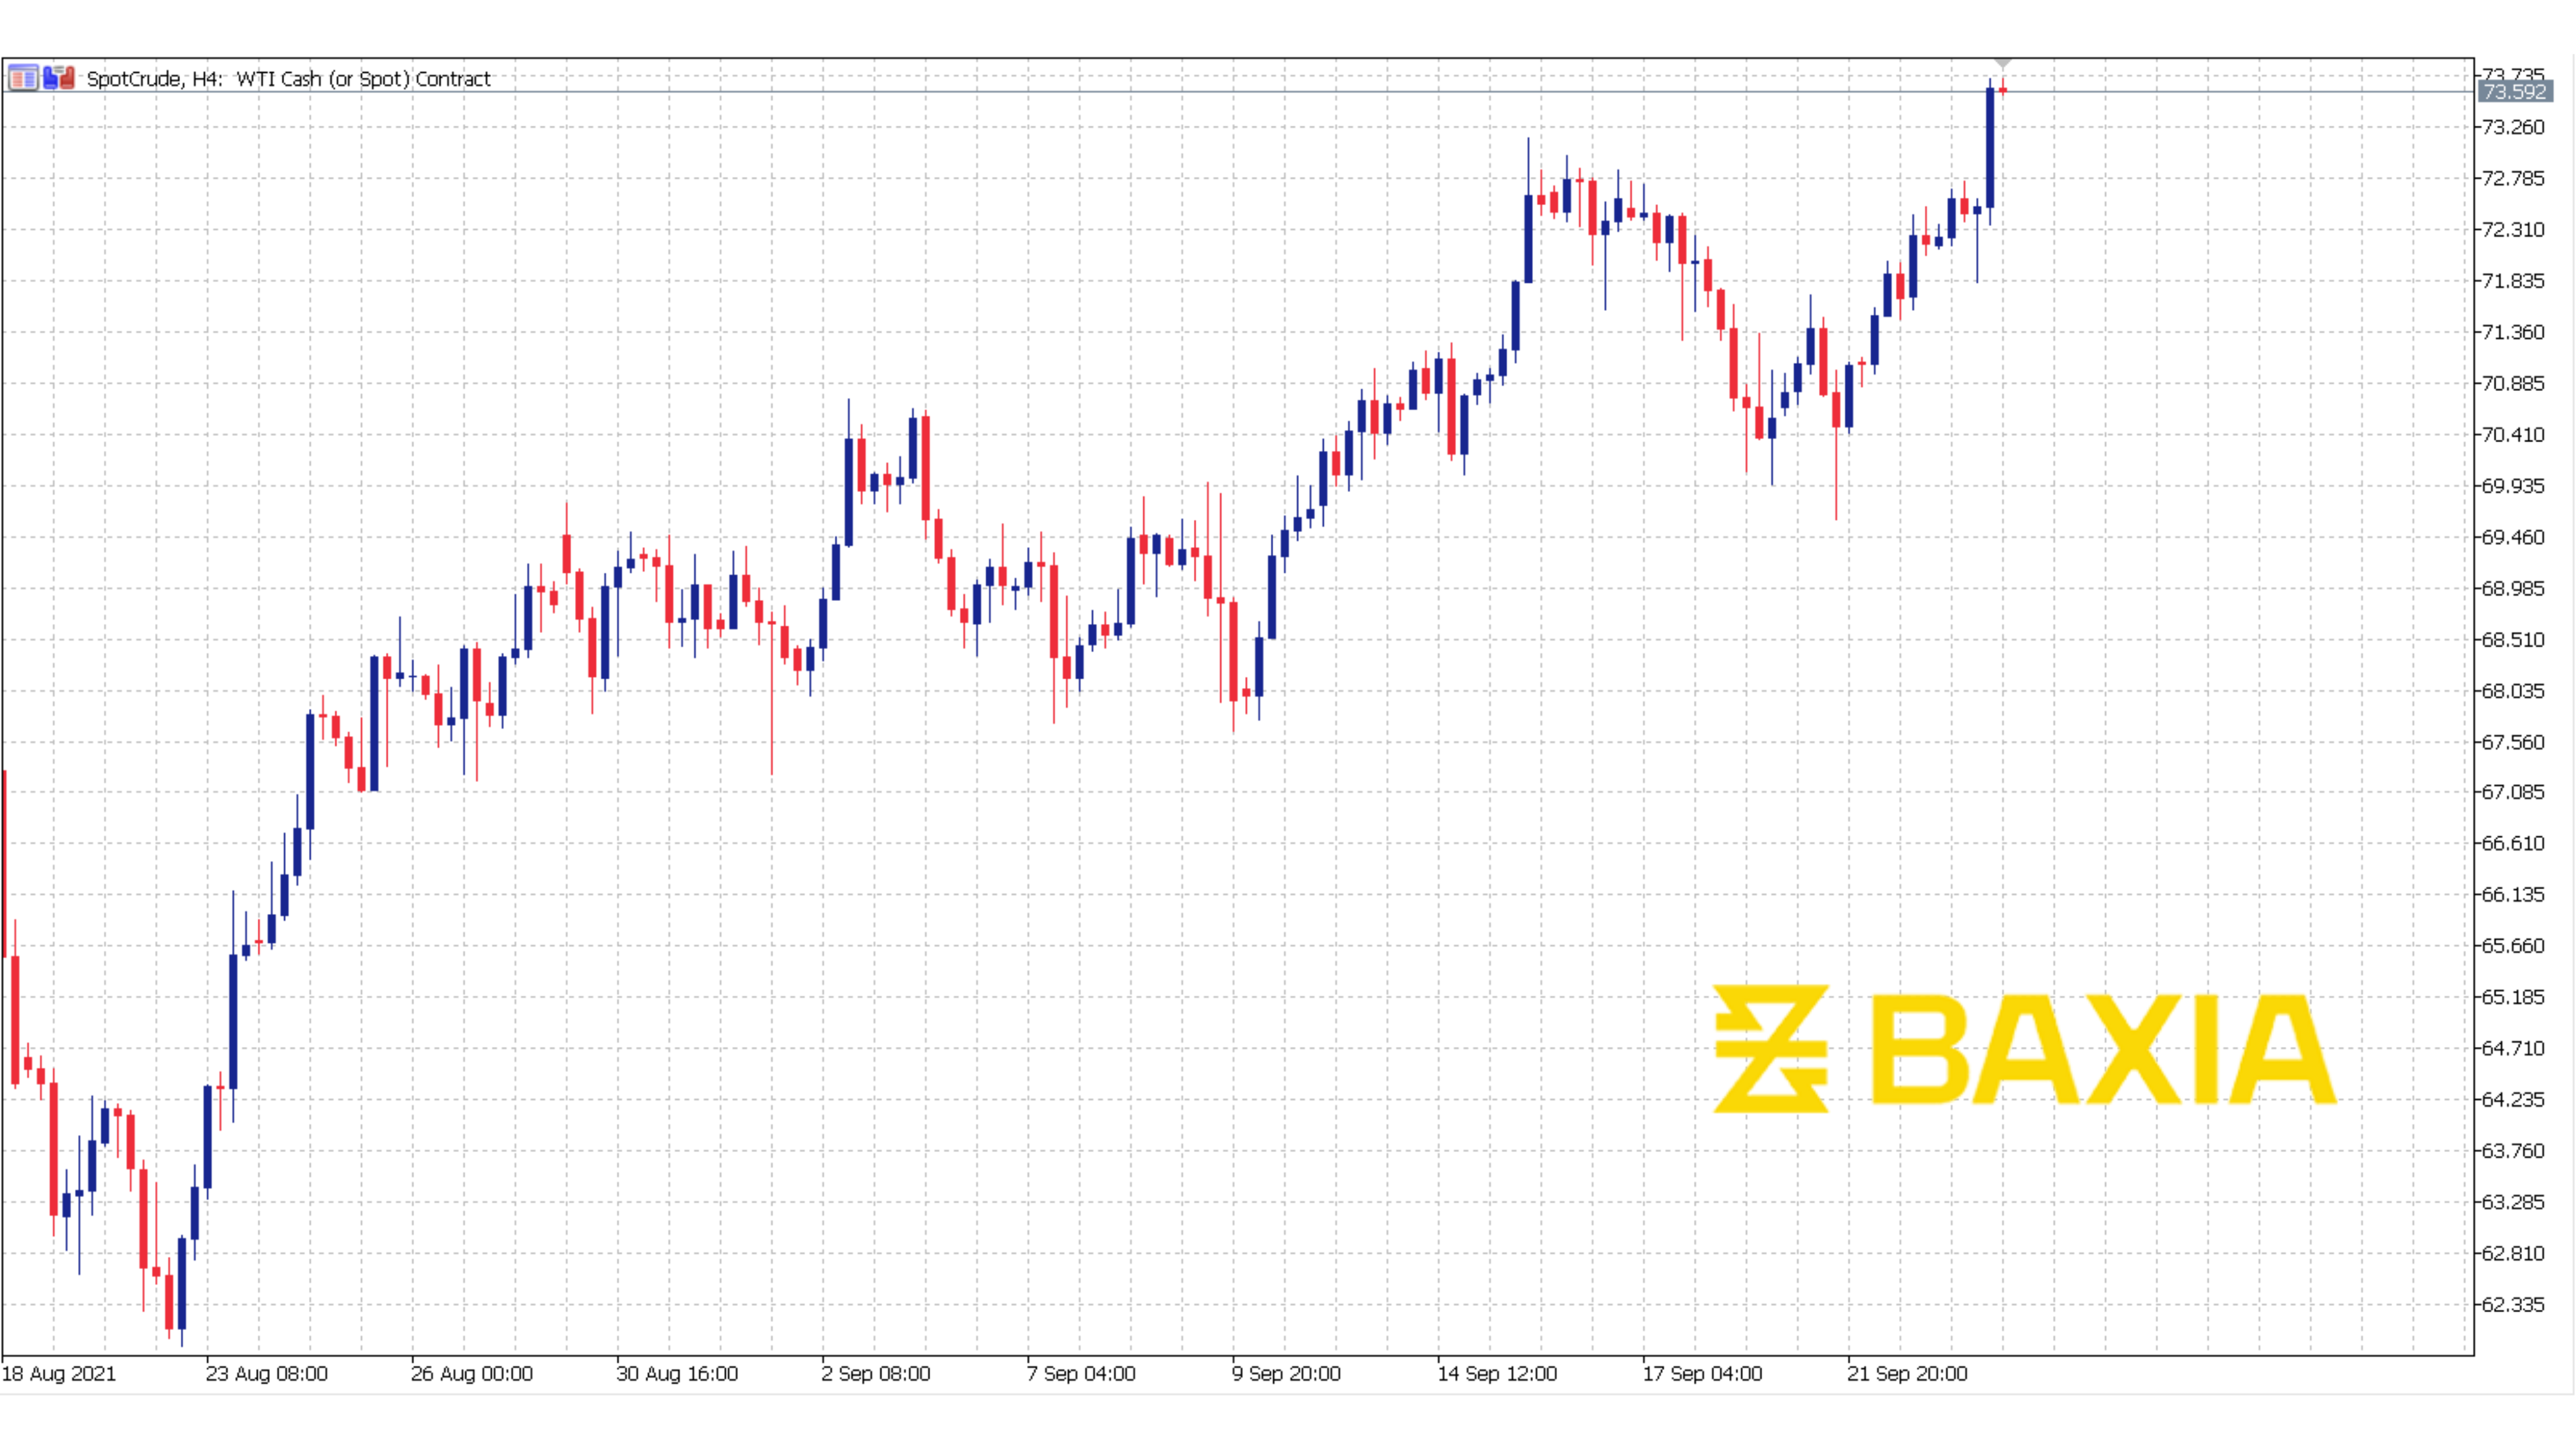 SpotCrude, H4: WTI Cash (or Spot) Contract
73.735
73.592
73.260
72.785
72.310
71.835
71.360
70.885
70.410
69.935
69.460
68.985
68.510
68.035
67.560
67.085
66.610
66.135
65.660
65.185
64.710
64.235
63.760
63.285
62.810
62.335
BAXIA
18 Aug 2021
23 Aug 08:00
26 Aug 00:00
30 Aug 16:00
2 Sep 08:00
7 Sep 04:00
9 Sep 20:00
14 Sep 12:00
17 Sep 04:00
21 Sep 20:00